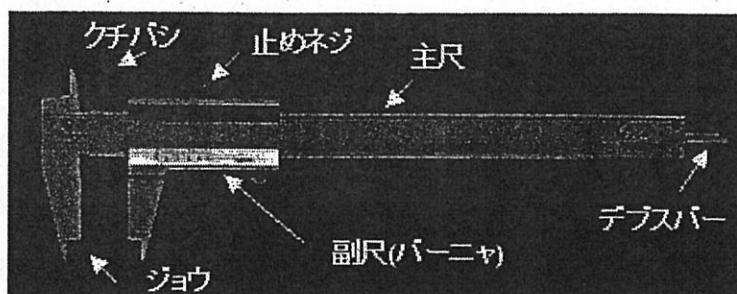 クチバシ
止めネジ
主尺
デプスバー
副尺(バーニャ)
ジョウ